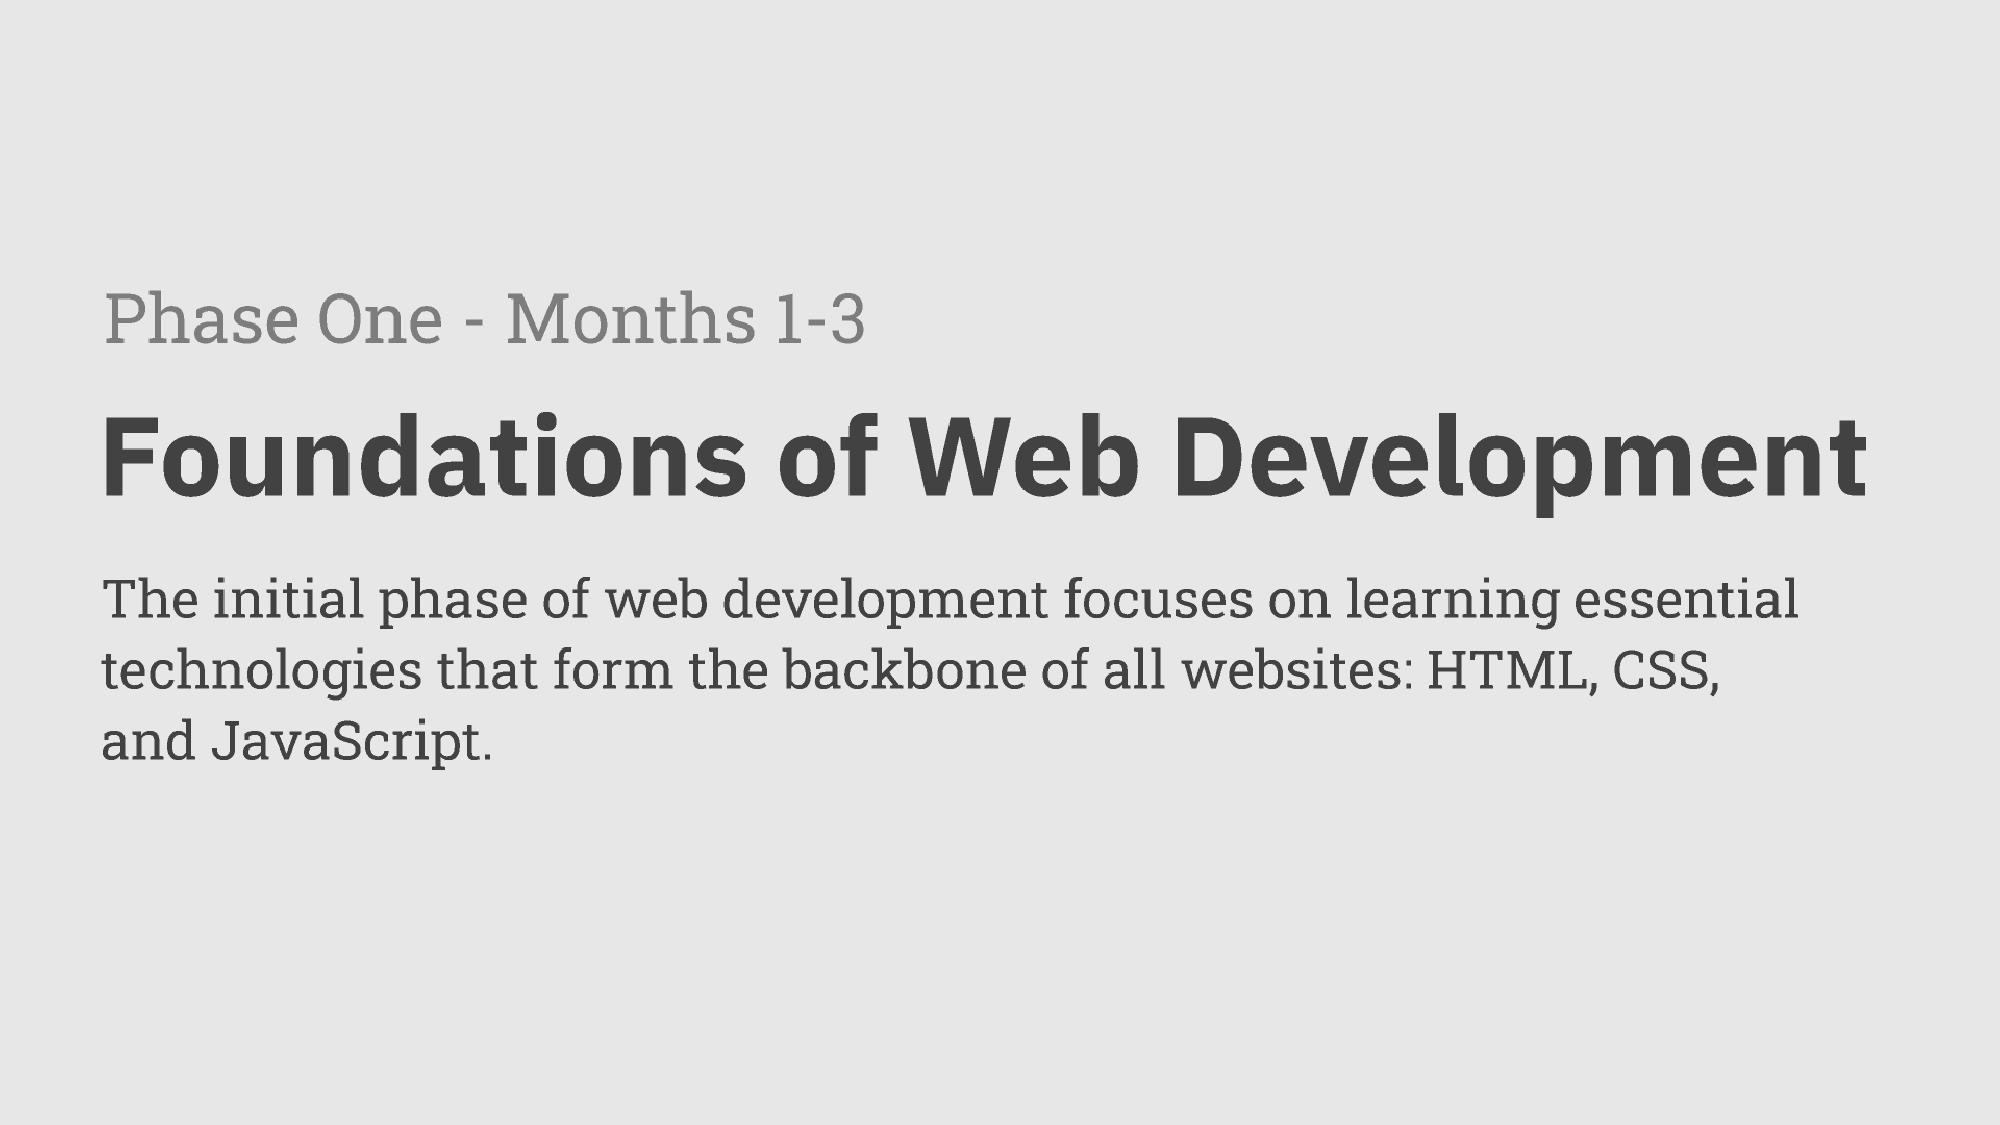 Phase One - Months 1-3
Foundations of Web Development
The initial phase of web development focuses on learning essential
technologies that form the backbone of all websites: HTML, CSS,
and JavaScript.